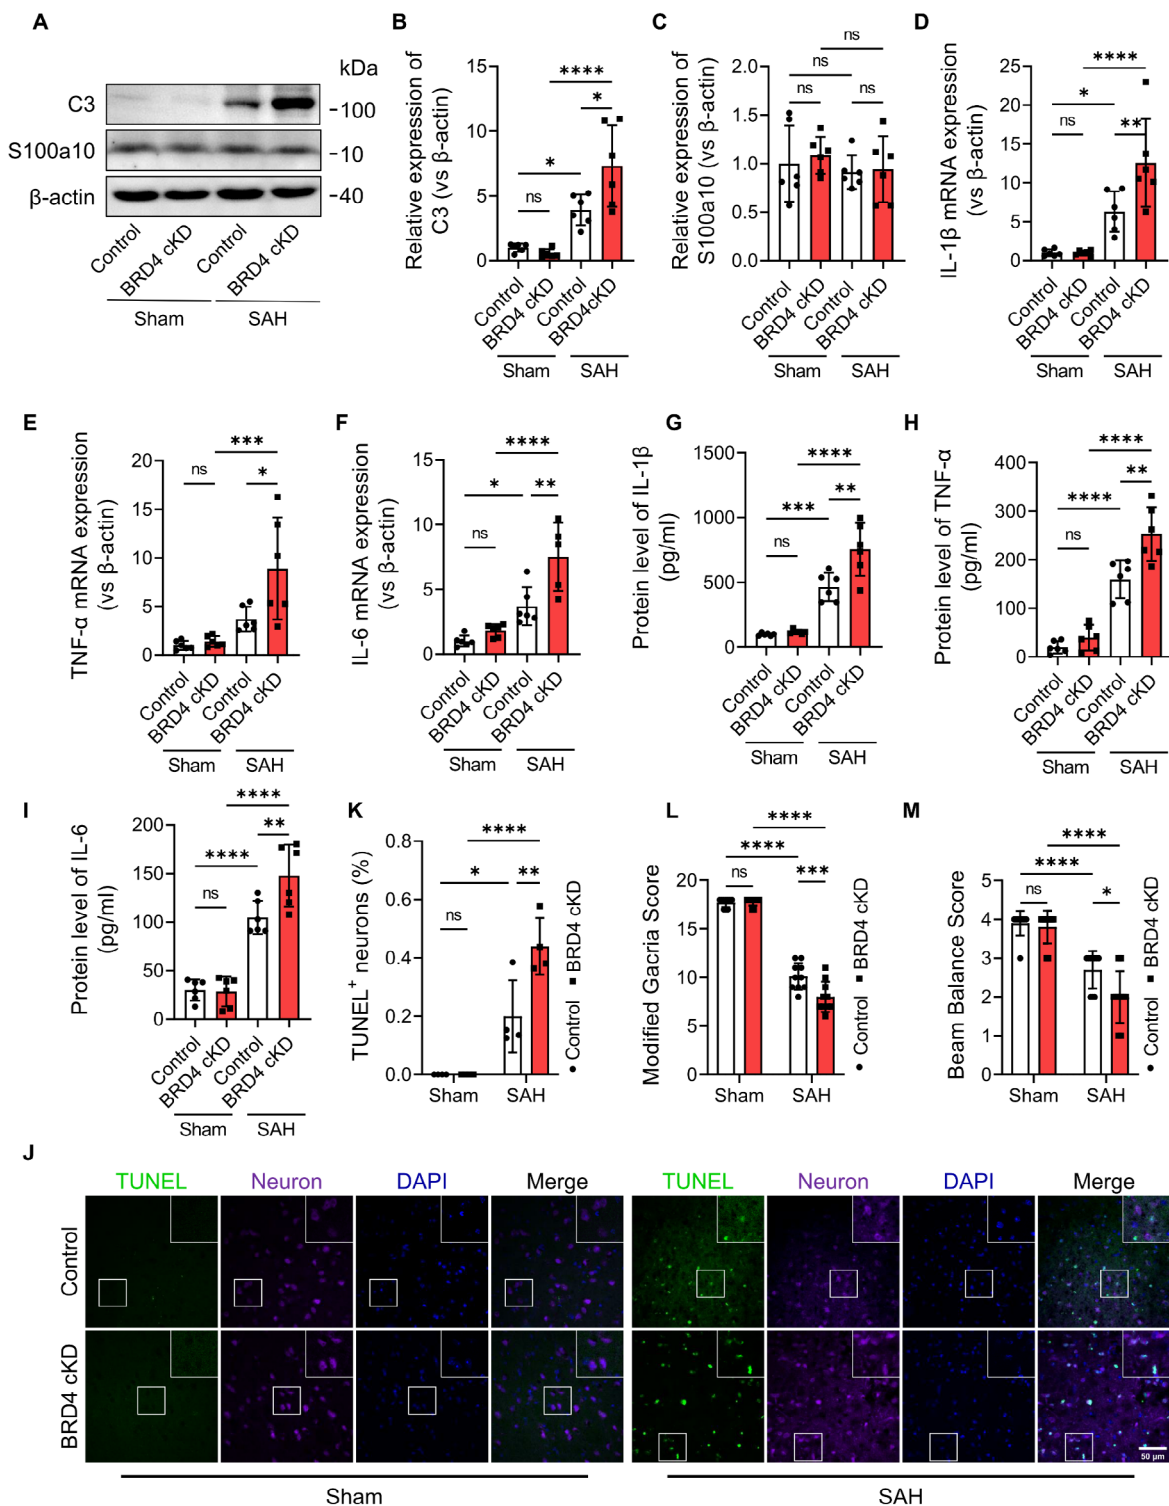 A
kDa
C3
-100
S100a10
-10
β-actin
-40
Control
BRD4 cKD
Control
BRD4 cKD
Sham
SAH
B
Relative expression of
C3 (vs β-actin)
15
10
5
0
****
*
*
ns
Control
BRD4 cKD
Control
BRD4cKD
Sham
SAH
C
Relative expression of
S100a10 (vs β-actin)
2.0
1.5
1.0
0.5
0.0
ns
ns
ns
ns
Control
BRD4 cKD
Control
BRD4 cKD
Sham
SAH
D
IL-1β mRNA expression
(vs β-actin)
25
20
15
10
5
0
****
*
**
ns
Control
BRD4 cKD
Control
BRD4 cKD
Sham
SAH
E
TNF-α mRNA expression
(vs β-actin)
20
15
10
5
0
***
ns
*
Control
BRD4 cKD
Control
BRD4 cKD
Sham
SAH
F
IL-6 mRNA expression
(vs β-actin)
15
10
5
0
****
*
**
ns
Control
BRD4 cKD
Control
BRD4 cKD
Sham
SAH
G
Protein level of IL-1β
(pg/ml)
1500
1000
500
0
****
***
**
ns
Control
BRD4 cKD
Control
BRD4 cKD
Sham
SAH
H
Protein level of TNF-α
(pg/ml)
400
300
200
100
0
****
**
****
ns
Control
BRD4 cKD
Control
BRD4 cKD
Sham
SAH
I
Protein level of IL-6
(pg/ml)
200
150
100
50
0
****
**
****
ns
Control
BRD4 cKD
Control
BRD4 cKD
Sham
SAH
K
TUNEL+ neurons (%)
0.8
0.6
0.4
0.2
0.0
****
*
**
ns
Sham
SAH
● Control ■ BRD4 cKD
L
Modified Gacria Score
20
15
10
5
0
****
****
ns
***
Sham
SAH
● Control ■ BRD4 cKD
M
Beam Balance Score
5
4
3
2
1
0
****
****
ns
*
Sham
SAH
● Control ■ BRD4 cKD
J
TUNEL Neuron DAPI Merge TUNEL Neuron DAPI Merge
Control
BRD4 cKD
50 μm
Sham
SAH